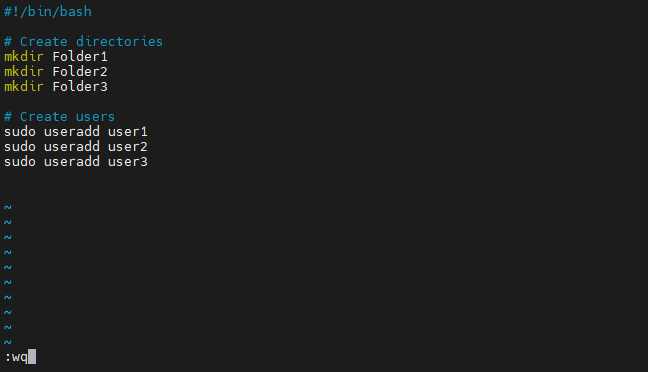 #!/bin/bash
# Create directories
mkdir Folder1
mkdir Folder2
mkdir Folder3
# Create users
sudo useradd user1
sudo useradd user2
sudo useradd user3
~
~
~
~
~
~
~
~
~
~
:wq